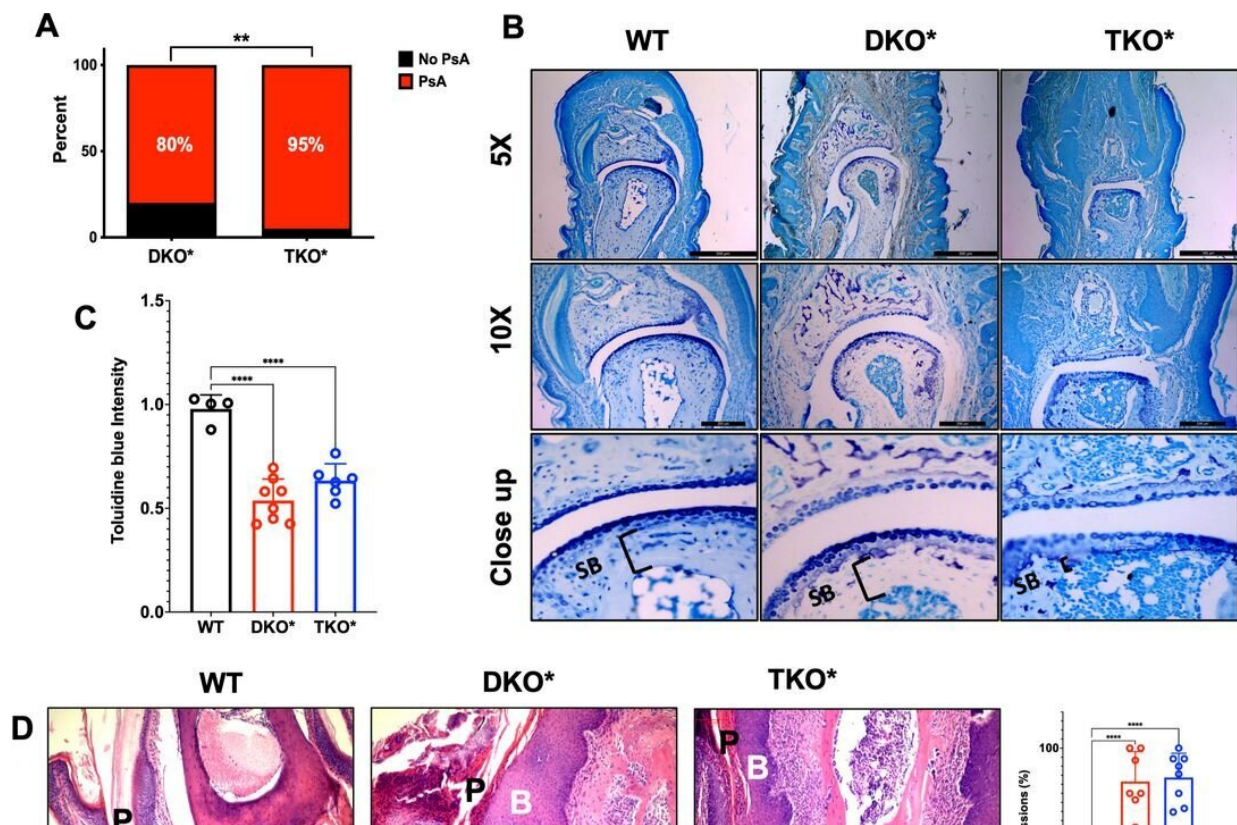 A
**
100
50
0
Percent
80%
95%
DKO*
TKO*
No PsA
PsA
B
WT
DKO*
TKO*
5X
10X
Close up
SB
SB
SB
C
1.5
1.0
0.5
0.0
Toluidine blue Intensity
****
****
WT
DKO*
TKO*
D
WT
DKO*
TKO*
P
P
B
P
B
****
****
100